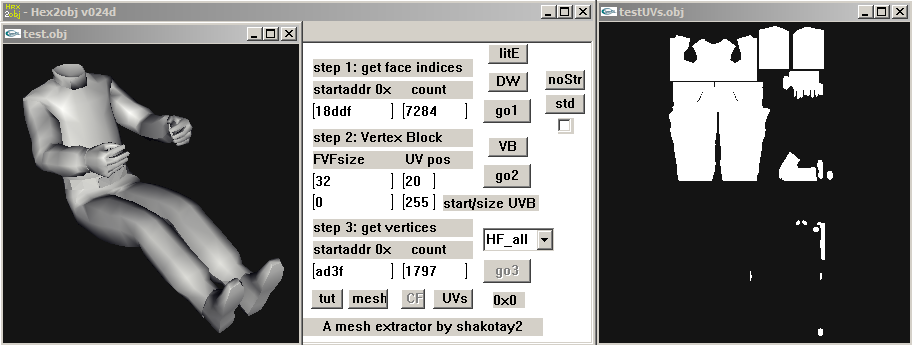 Hex 2obj - Hex2obj v024d
test.obj
testUVs.obj
litE
step 1: get face indices
DW
noStr
startaddr 0x count
[18ddf ] [7284 ]
go1
std
step 2: Vertex Block
VB
FVFsize UV pos
[32 ] [20 ]
go2
[0 ] [255 ] start/size UVB
step 3: get vertices
HF_all
startaddr 0x count
[ad3f ] [1797 ]
go3
tut mesh CF UVs 0x0
A mesh extractor by shakotay2